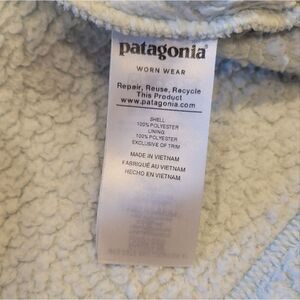 patagonia®
WORN WEAR
Repair, Reuse, Recycle
This Product
www.patagonia.com
SHELL
100% POLYESTER
LINING
100% POLYESTER
EXCLUSIVE OF TRIM
MADE IN VIETNAM
FABRIQUÉ AU VIETNAM
HECHO EN VIETNAM